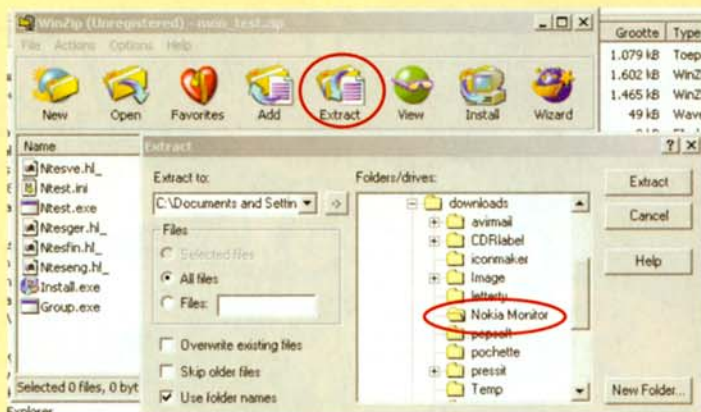 WinZip (Unregistered) - mon_test.zip
File Actions Options Help
New Open Favorites Add Extract View Install Wizard
Grootte Type
1.079 kB Toep
1.602 kB WinZ
1.465 kB WinZ
49 kB Wave
Name
Ntesve.hl_
Ntest.ini
Ntest.exe
Ntesger.hl_
Ntesfin.hl_
Nteseng.hl_
Install.exe
Group.exe
Selected 0 files, 0 byt
Explorer
Extract
Extract to:
C:\Documents and Settin
Files
Selected files
All files
Files:
Overwrite existing files
Skip older files
Use folder names
Folders/drives:
downloads
avirmail
CDRlabel
iconmaker
Image
letterfy
Nokia Monitor
popsoft
pochette
pressit
Temp
Extract
Cancel
Help
New Folder...